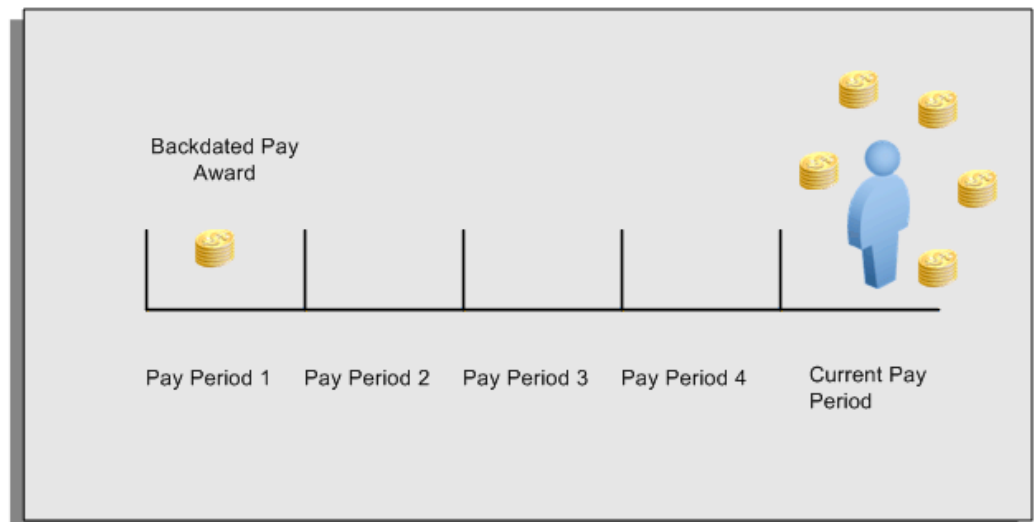 Backdated Pay
Award
Pay Period 1
Pay Period 2
Pay Period 3
Pay Period 4
Current Pay
Period